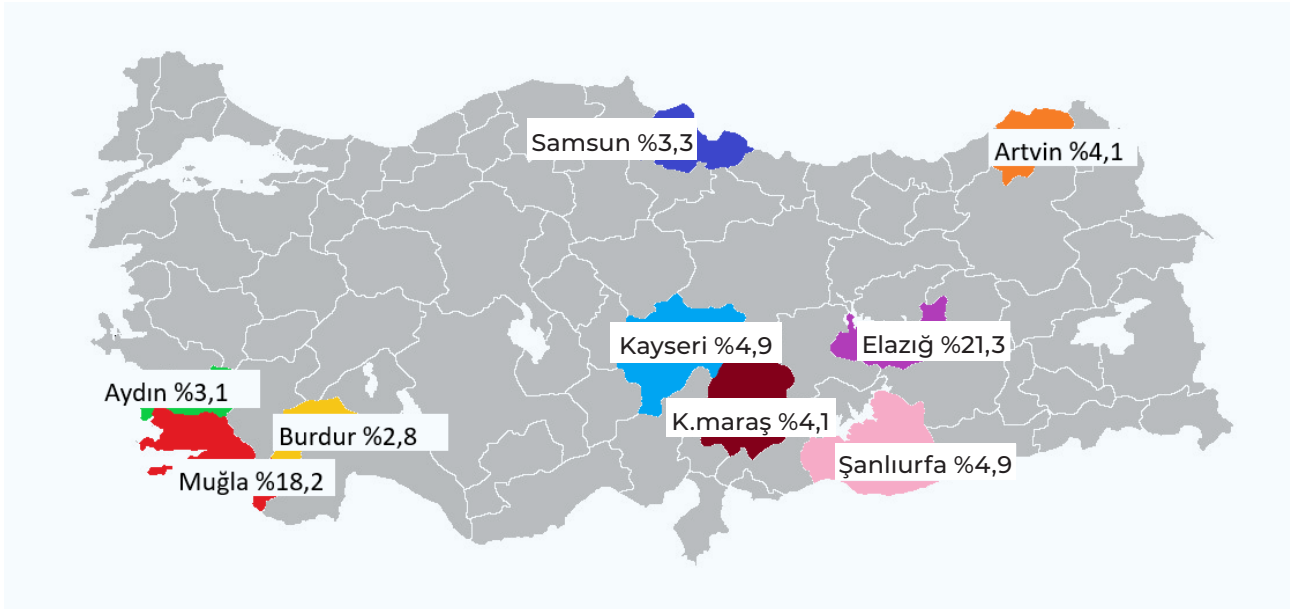 Samsun %3,3
Artvin %4,1
Kayseri %4,9
Elazığ %21,3
Aydın %3,1
K.maraş %4,1
Burdur %2,8
Şanlıurfa %4,9
Muğla %18,2